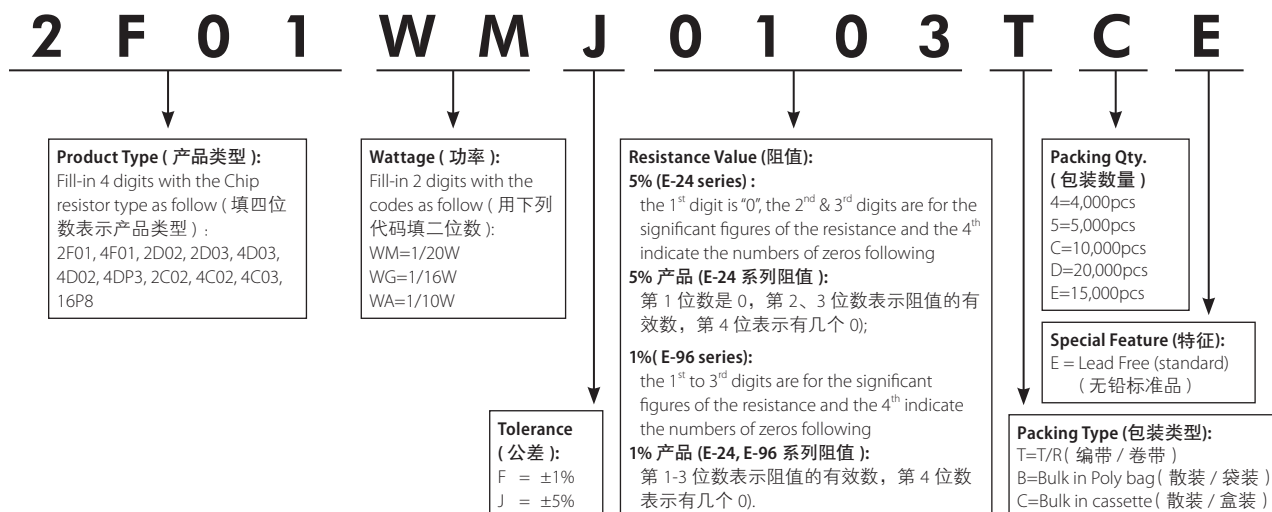 2 F 0 1 W M J 0 1 0 3 T C E
Product Type ( 产品类型 ):
Fill-in 4 digits with the Chip
resistor type as follow ( 填四位
数表示产品类型 ) :
2F01, 4F01, 2D02, 2D03, 4D03,
4D02, 4DP3, 2C02, 4C02, 4C03,
16P8
Wattage ( 功率 ):
Fill-in 2 digits with the
codes as follow ( 用下列
代码填二位数 ):
WM=1/20W
WG=1/16W
WA=1/10W
Tolerance
( 公差 ):
F = ±1%
J = ±5%
Resistance Value (阻值):
5% (E-24 series) :
the 1st digit is "0", the 2nd & 3rd digits are for the
significant figures of the resistance and the 4th
indicate the numbers of zeros following
5% 产品 (E-24 系列阻值 ):
第 1 位数是 0，第 2、3 位数表示阻值的有
效数，第 4 位表示有几个 0);
1%( E-96 series):
the 1st to 3rd digits are for the significant
figures of the resistance and the 4th indicate
the numbers of zeros following
1% 产品 (E-24, E-96 系列阻值 ):
第 1-3 位数表示阻值的有效数，第 4 位数
表示有几个 0).
Packing Qty.
( 包装数量 )
4=4,000pcs
5=5,000pcs
C=10,000pcs
D=20,000pcs
E=15,000pcs
Special Feature (特征):
E = Lead Free (standard)
( 无铅标准品 )
Packing Type (包装类型):
T=T/R( 编带 / 卷带 )
B=Bulk in Poly bag( 散装 / 袋装 )
C=Bulk in cassette( 散装 / 盒装 )